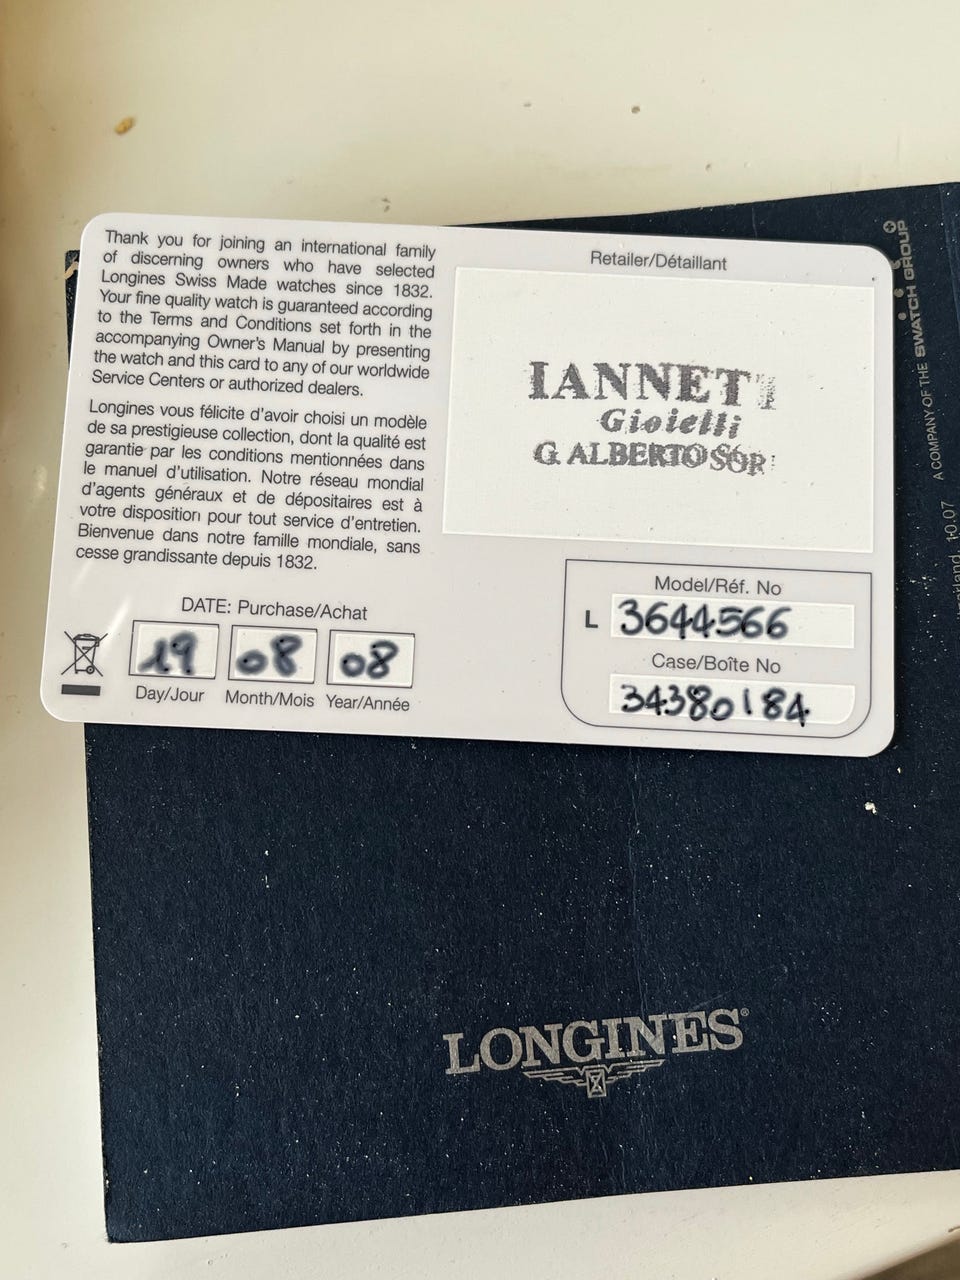 Thank you for joining an international family
of discerning owners who have selected
Longines Swiss Made watches since 1832.
Your fine quality watch is guaranteed according
to the Terms and Conditions set forth in the
accompanying Owner's Manual by presenting
the watch and this card to any of our worldwide
Service Centers or authorized dealers.
Longines vous félicite d'avoir choisi un modèle
de sa prestigieuse collection, dont la qualité est
garantie par les conditions mentionnées dans
le manuel d'utilisation. Notre réseau mondial
d'agents généraux et de dépositaires est à
votre disposition pour tout service d'entretien.
Bienvenue dans notre famille mondiale, sans
cesse grandissante depuis 1832.
DATE: Purchase/Achat
19 08 08
Day/Jour Month/Mois Year/Année
Retailer/Détaillant
Gioielli
G. ALBERTO
Model/Réf. No
L 3644566
Case/Boîte No
34380184
A COMPANY OF THE SWATCH GROUP
10.07
LONGINES®